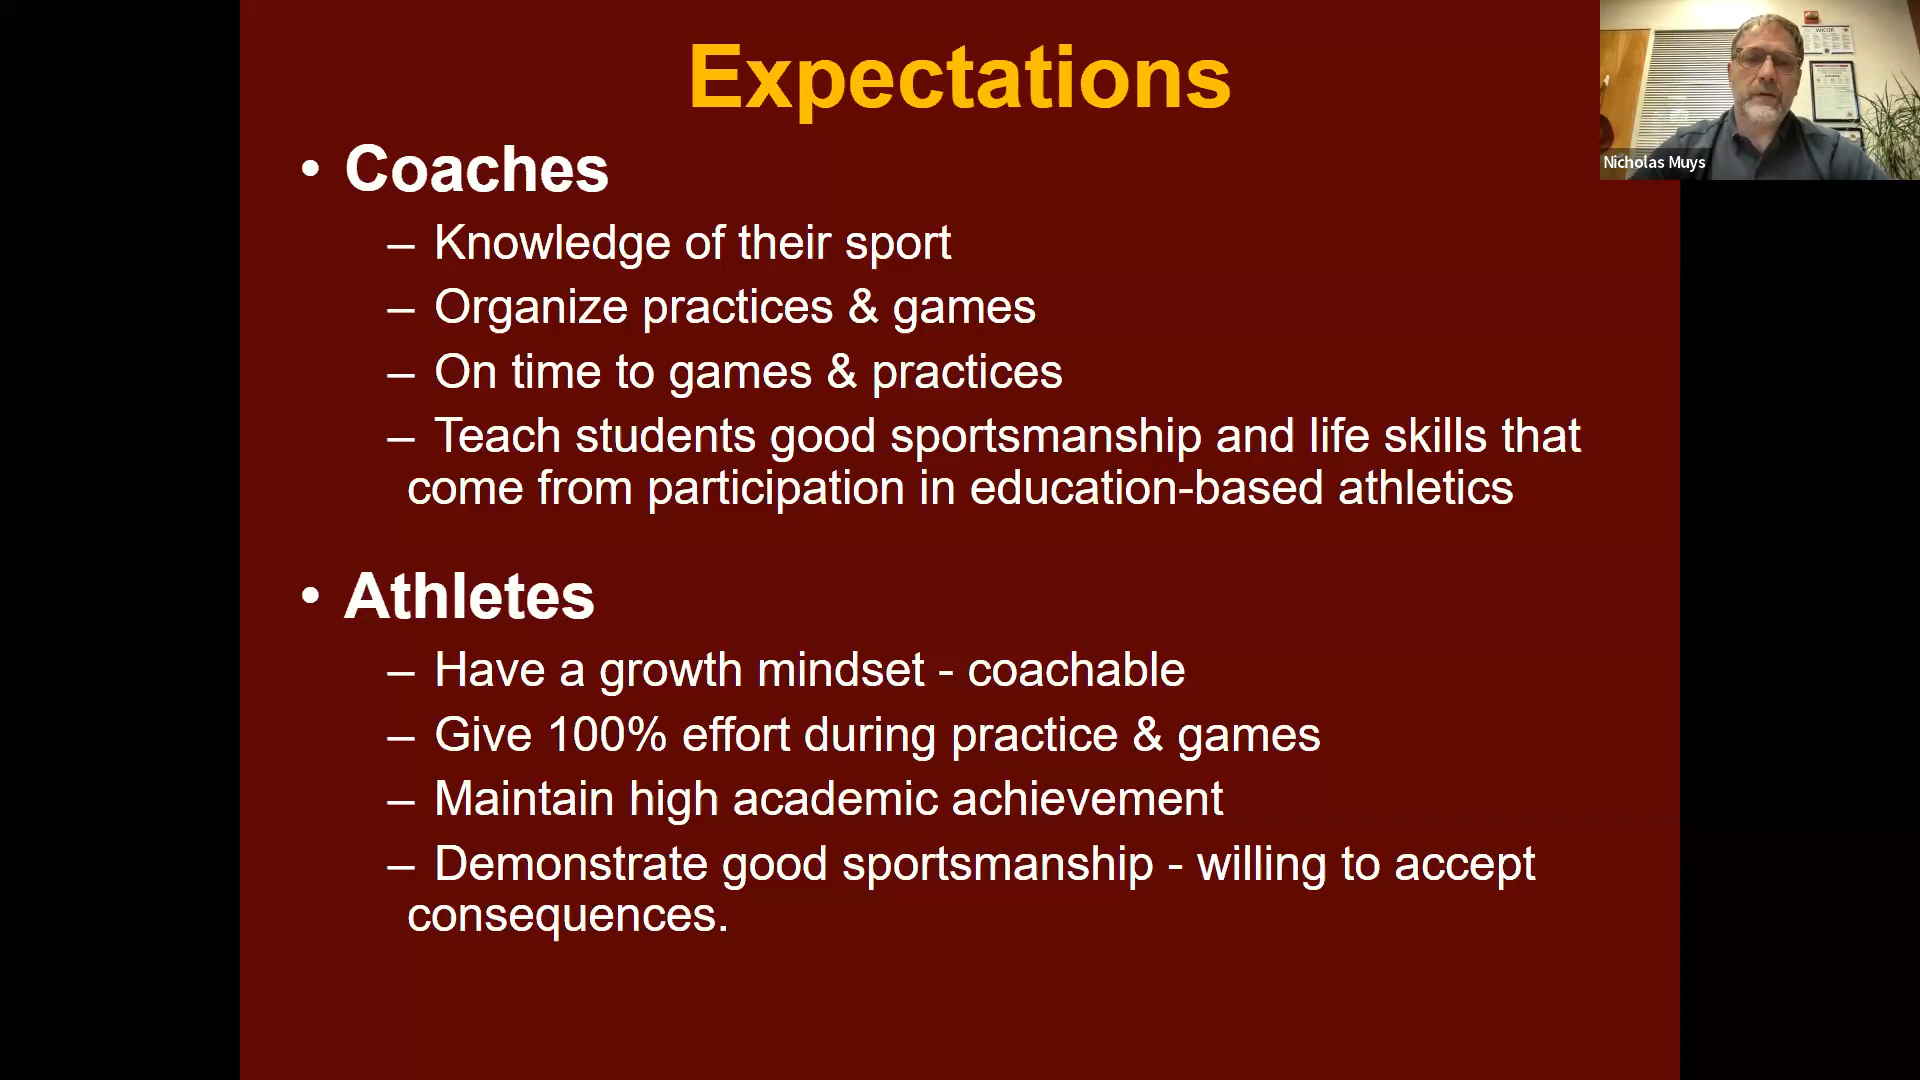 Expectations
• Coaches
– Knowledge of their sport
– Organize practices & games
– On time to games & practices
– Teach students good sportsmanship and life skills that
come from participation in education-based athletics
• Athletes
– Have a growth mindset - coachable
– Give 100% effort during practice & games
– Maintain high academic achievement
– Demonstrate good sportsmanship - willing to accept
consequences.
WICOR
Nicholas Muys